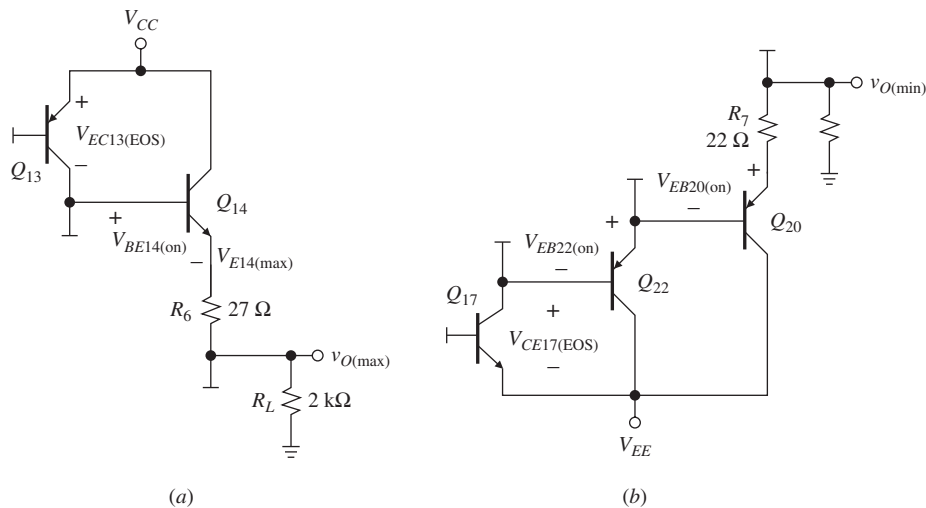 V_CC
+
V_EC13(EOS)
−
Q_13
Q_14
+
V_BE14(on)
−
V_E14(max)
R_6
27 Ω
v_O(max)
R_L
2 kΩ
(a)
v_O(min)
R_7
22 Ω
+
V_EB20(on)
−
Q_20
+
V_EB22(on)
−
Q_22
Q_17
+
V_CE17(EOS)
−
V_EE
(b)